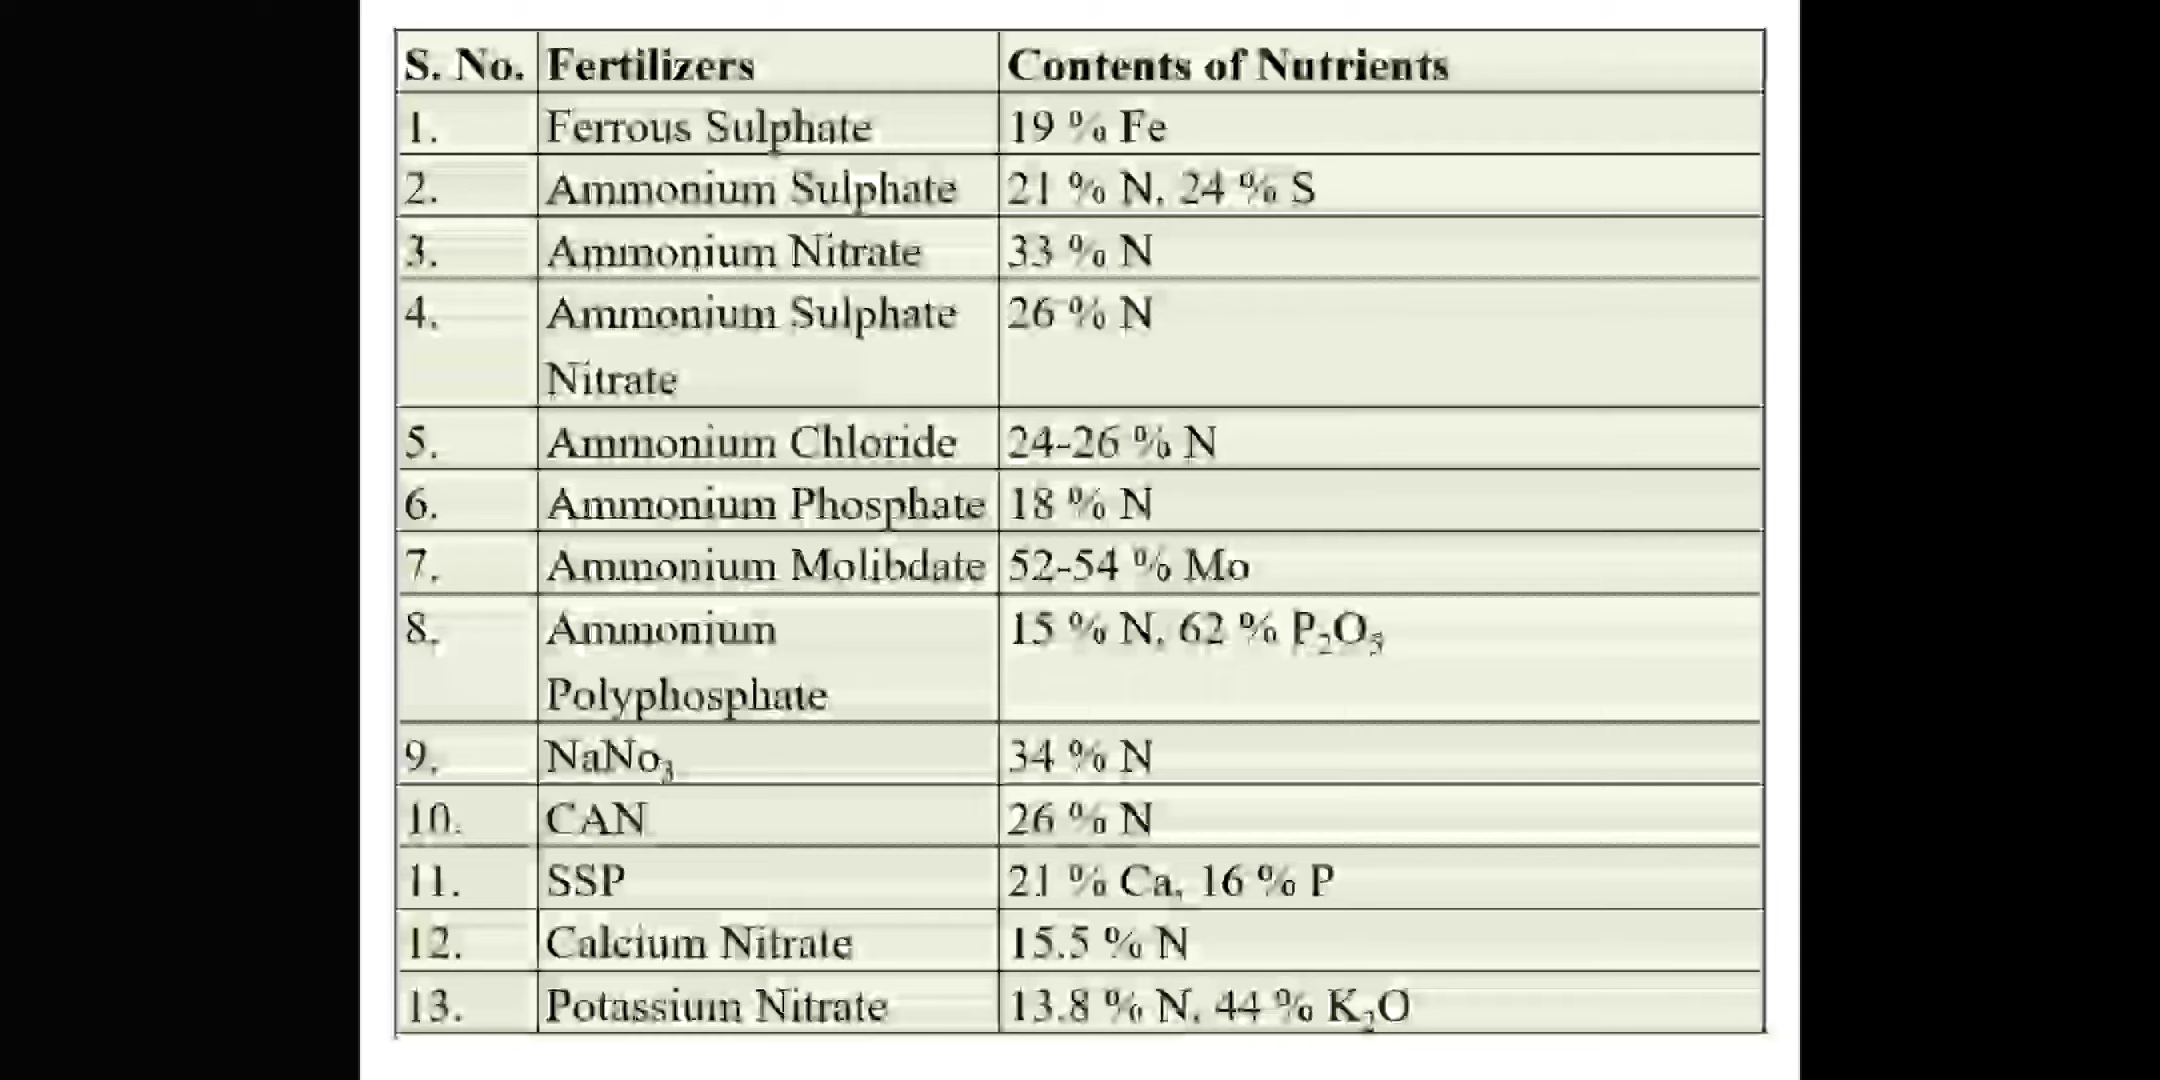 S. No. Fertilizers Contents of Nutrients
1. Ferrous Sulphate 19 % Fe
2. Ammonium Sulphate 21 % N, 24 % S
3. Ammonium Nitrate 33 % N
4. Ammonium Sulphate 26 % N
Nitrate
5. Ammonium Chloride 24-26 % N
6. Ammonium Phosphate 18 % N
7. Ammonium Molibdate 52-54 % Mo
8. Ammonium 15 % N, 62 % P₂O₅
Polyphosphate
9. NaNo₃ 34 % N
10. CAN 26 % N
11. SSP 21 % Ca, 16 % P
12. Calcium Nitrate 15.5 % N
13. Potassium Nitrate 13.8 % N, 44 % K₂O